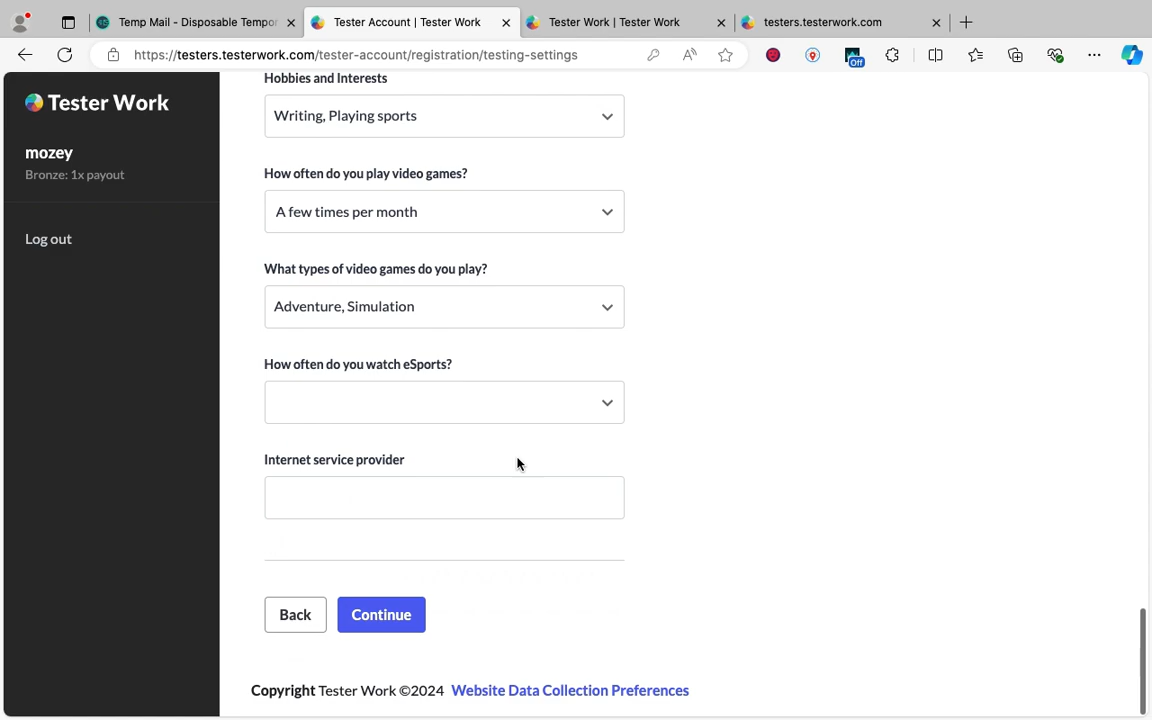 Temp Mail - Disposable Tempor
Tester Account | Tester Work
Tester Work | Tester Work
testers.testerwork.com
https://testers.testerwork.com/tester-account/registration/testing-settings
Off
Tester Work
mozey
Bronze: 1x payout
Log out
Hobbies and Interests
Writing, Playing sports
How often do you play video games?
A few times per month
What types of video games do you play?
Adventure, Simulation
How often do you watch eSports?
Internet service provider
Back
Continue
Copyright Tester Work ©2024 Website Data Collection Preferences